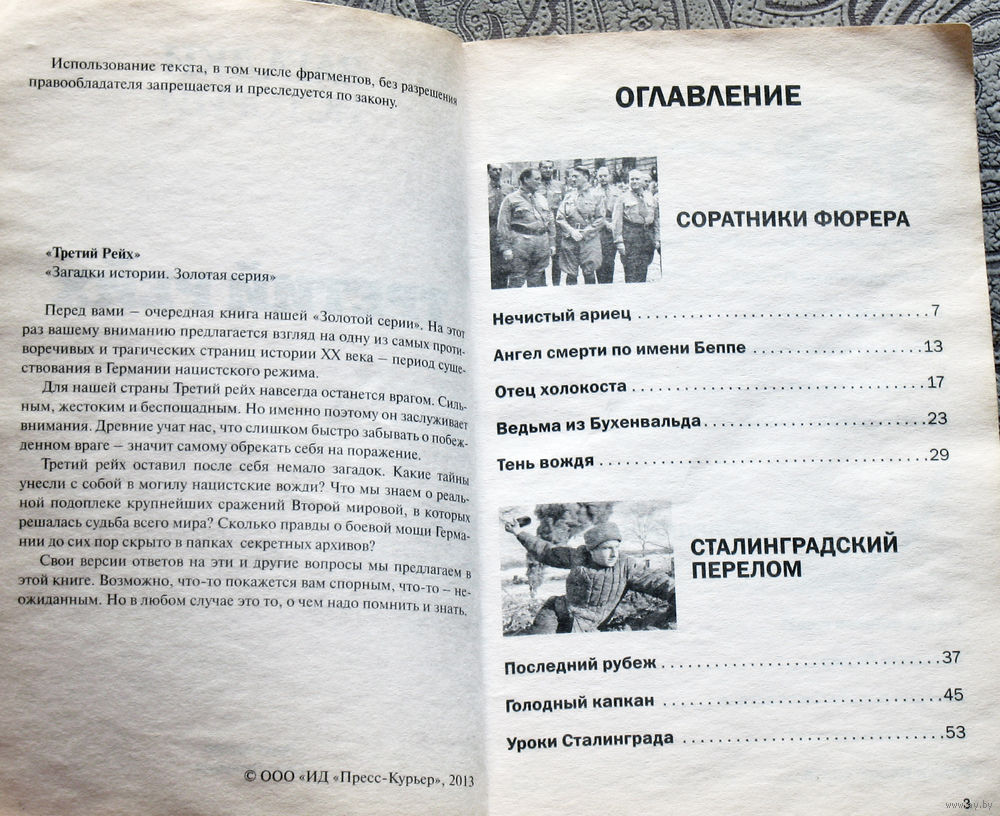 Использование текста, в том числе фрагментов, без разрешения
правообладателя запрещается и преследуется по закону.
«Третий Рейх»
«Загадки истории. Золотая серия»
Перед вами – очередная книга нашей «Золотой серии». На этот
раз вашему вниманию предлагается взгляд на одну из самых проти-
воречивых и трагических страниц истории XX века – период суще-
ствования в Германии нацистского режима.
Для нашей страны Третий рейх навсегда останется врагом. Силь-
ным, жестоким и беспощадным. Но именно поэтому он заслуживает
внимания. Древние учат нас, что слишком быстро забывать о побеж-
денном враге – значит самому обрекать себя на поражение.
Третий рейх оставил после себя немало загадок. Какие тайны
унесли с собой в могилу нацистские вожди? Что мы знаем о реаль-
ной подоплеке крупнейших сражений Второй мировой, в которых
решалась судьба всего мира? Сколько правды о боевой мощи Герма-
нии до сих пор скрыто в папках секретных архивов?
Свои версии ответов на эти и другие вопросы мы предлагаем в
этой книге. Возможно, что-то покажется вам спорным, что-то – не-
ожиданным. Но в любом случае это то, о чем надо помнить и знать.
© ООО «ИД «Пресс-Курьер», 2013
ОГЛАВЛЕНИЕ
СОРАТНИКИ ФЮРЕРА
Нечистый ариец 7
Ангел смерти по имени Беппе 13
Отец холокоста 17
Ведьма из Бухенвальда 23
Тень вождя 29
СТАЛИНГРАДСКИЙ
ПЕРЕЛОМ
Последний рубеж 37
Голодный капкан 45
Уроки Сталинграда 53
3
www.ay.by